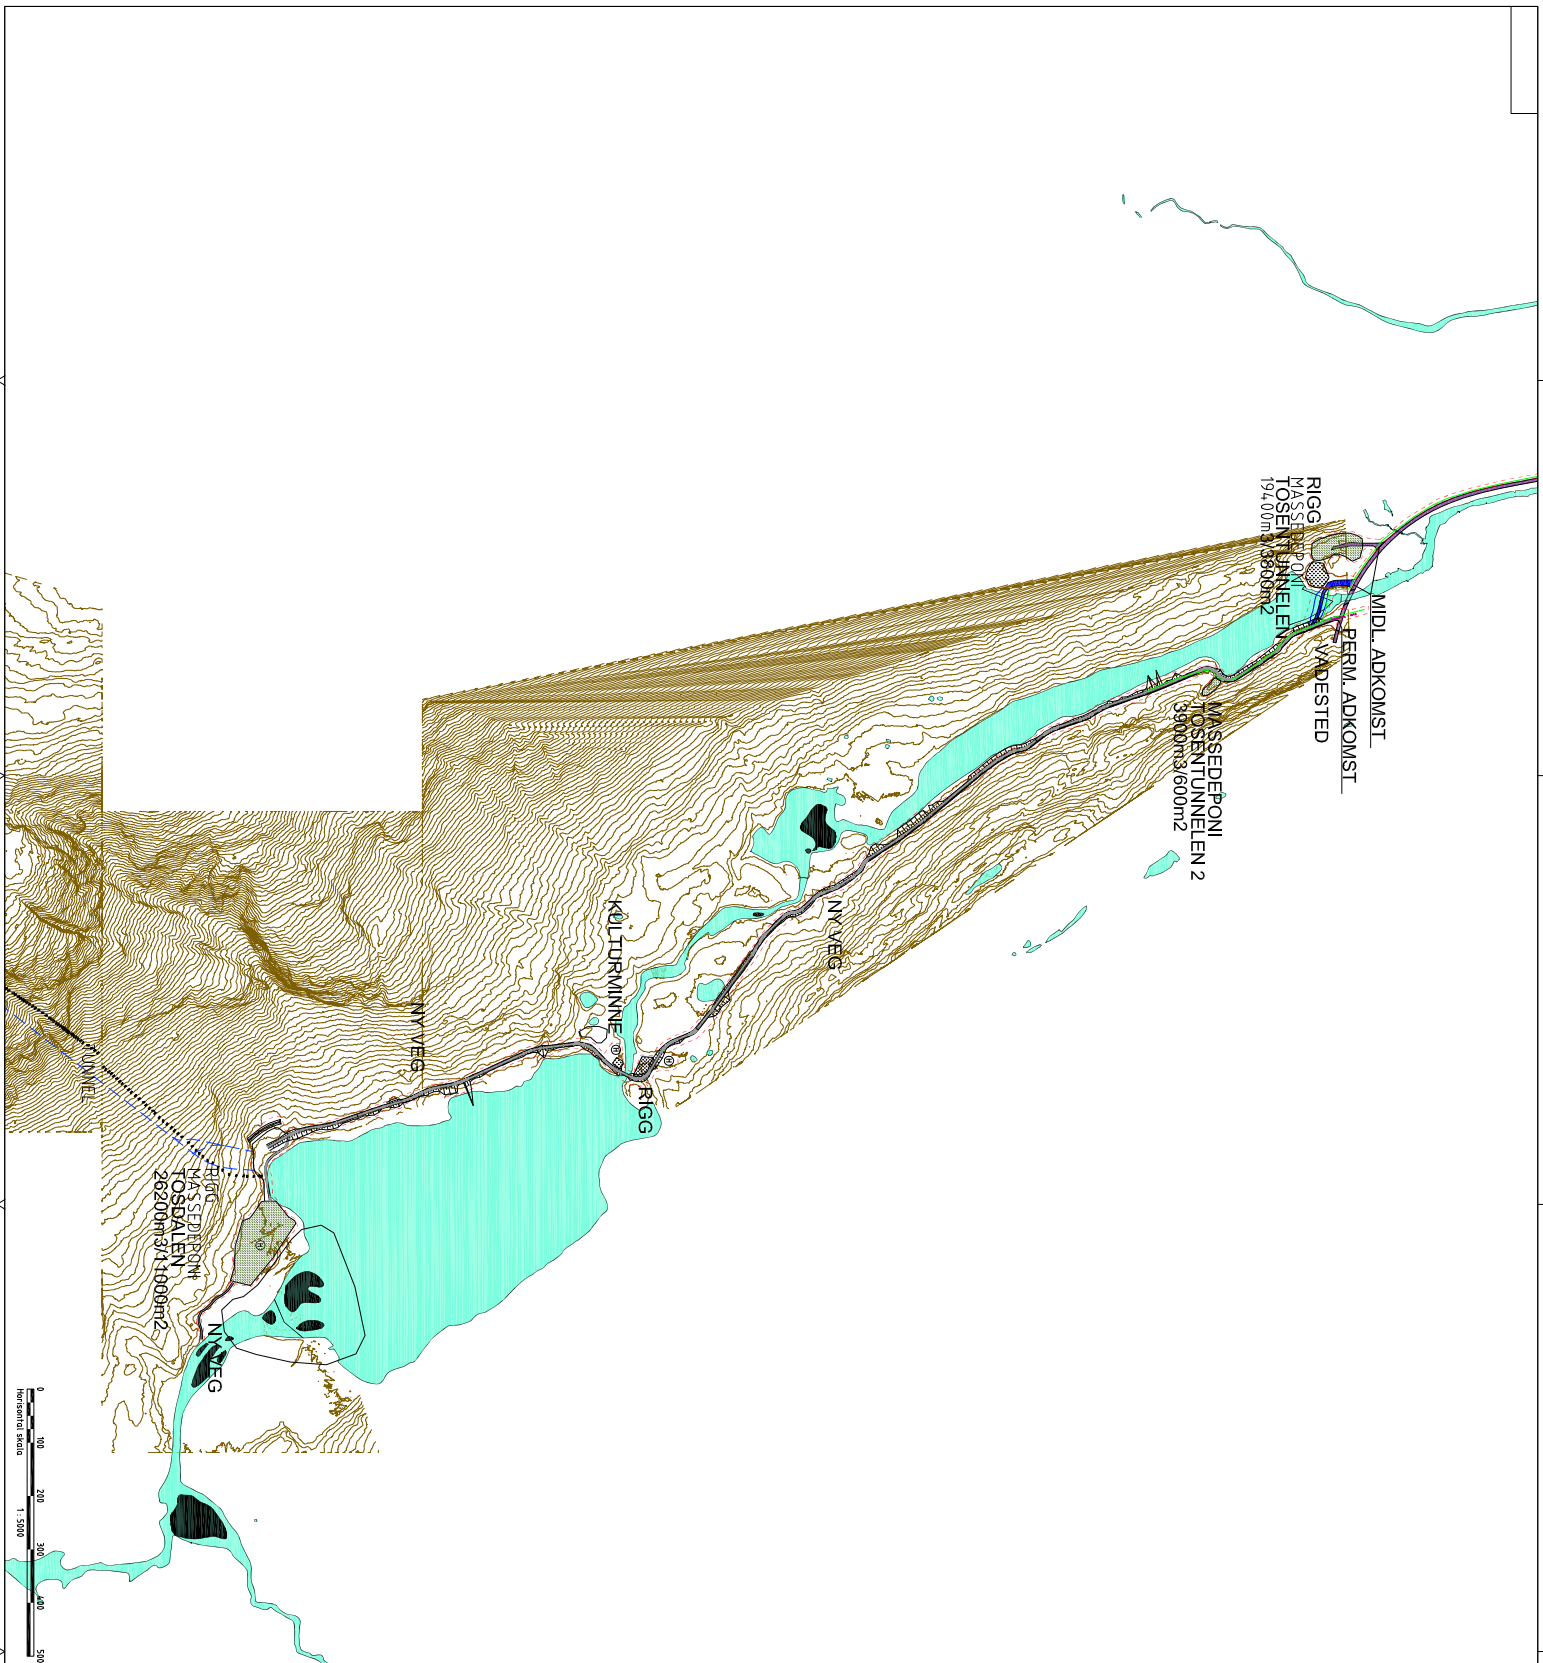 MIDL. ADKOMST
PERM. ADKOMST
VADESTED
RIGG
MASSEDEPONI
TOSENTUNNELEN
19400m3/3800m2
MASSEDEPONI
TOSENTUNNELEN 2
3900m3/600m2
NY VEG
KULTURMINNE
RIGG
H
H
NY VEG
TUNNEL
RIGG
MASSEDEPONI
TOSDALEN
26200m3/11000m2
H
NY VEG
0 100 200 300 400 500
Horisontal skala 1:5000